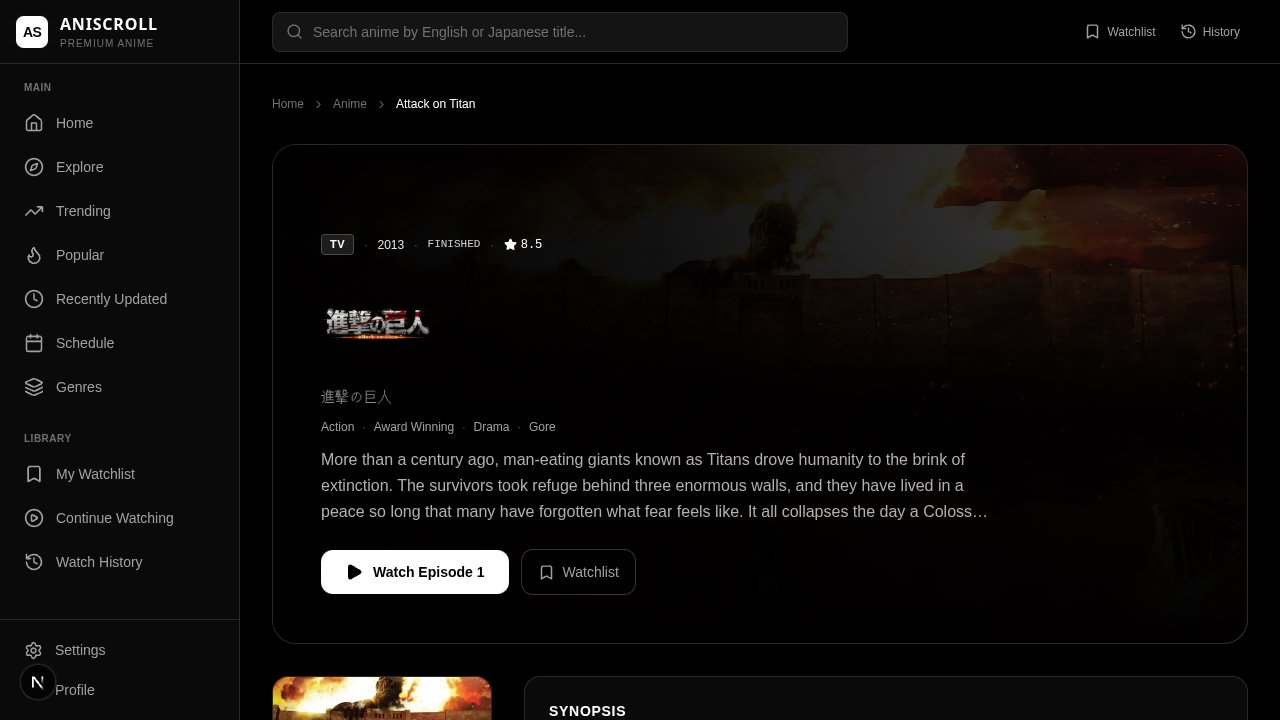 AS
ANISCROLL
PREMIUM ANIME
Search anime by English or Japanese title...
Watchlist
History
MAIN
Home
Explore
Trending
Popular
Recently Updated
Schedule
Genres
LIBRARY
My Watchlist
Continue Watching
Watch History
Settings
N
Profile
Home > Anime > Attack on Titan
TV · 2013 · FINISHED · ★ 8.5
進撃の巨人
進撃の巨人
Action · Award Winning · Drama · Gore
More than a century ago, man-eating giants known as Titans drove humanity to the brink of
extinction. The survivors took refuge behind three enormous walls, and they have lived in a
peace so long that many have forgotten what fear feels like. It all collapses the day a Coloss…
Watch Episode 1
Watchlist
SYNOPSIS